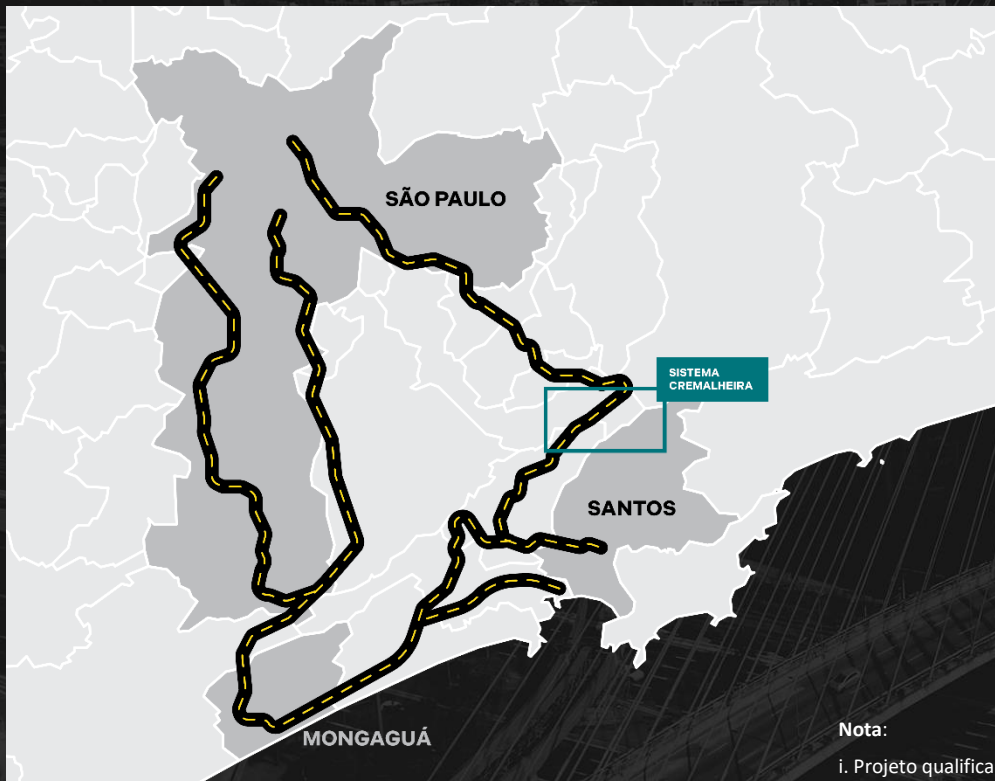 SÃO PAULO
SISTEMA
CREMALHEIRA
SANTOS
MONGAGUÁ
Nota:
i. Projeto qualifica